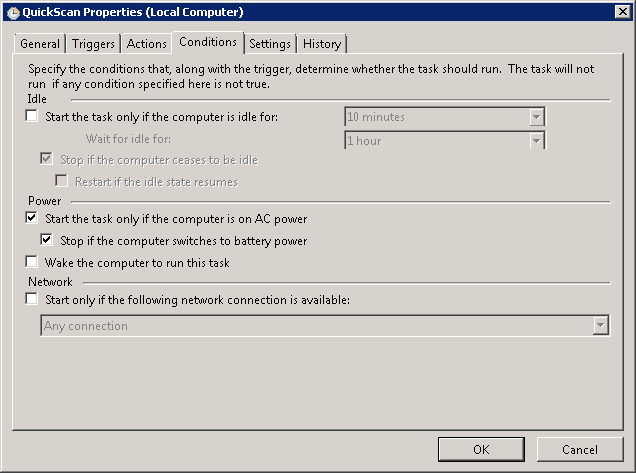 QuickScan Properties (Local Computer)
General Triggers Actions Conditions Settings History
Specify the conditions that, along with the trigger, determine whether the task should run.  The task will not
run  if any condition specified here is not true.
Idle
Start the task only if the computer is idle for: 10 minutes
Wait for idle for: 1 hour
Stop if the computer ceases to be idle
Restart if the idle state resumes
Power
Start the task only if the computer is on AC power
Stop if the computer switches to battery power
Wake the computer to run this task
Network
Start only if the following network connection is available:
Any connection
OK Cancel